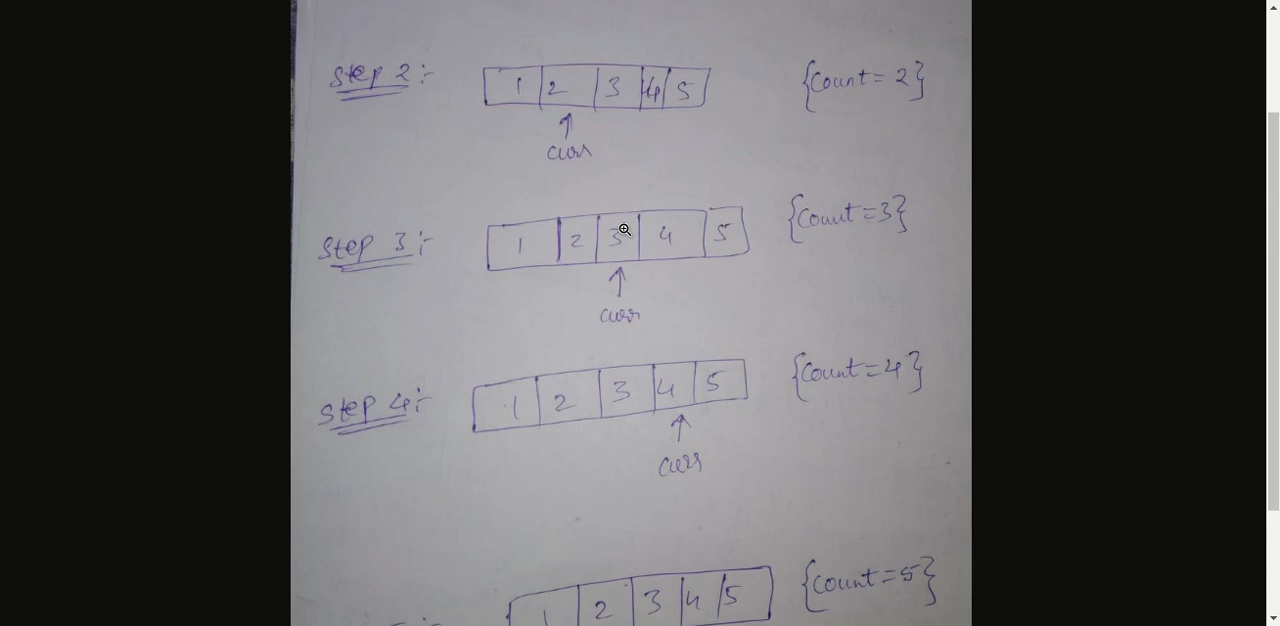 Step 2:- 1 2 3 4 5 {Count = 2}
curr
Step 3:- 1 2 3 4 5 {Count = 3}
curr
Step 4:- 1 2 3 4 5 {Count = 4}
curr
1 2 3 4 5 {Count = 5}